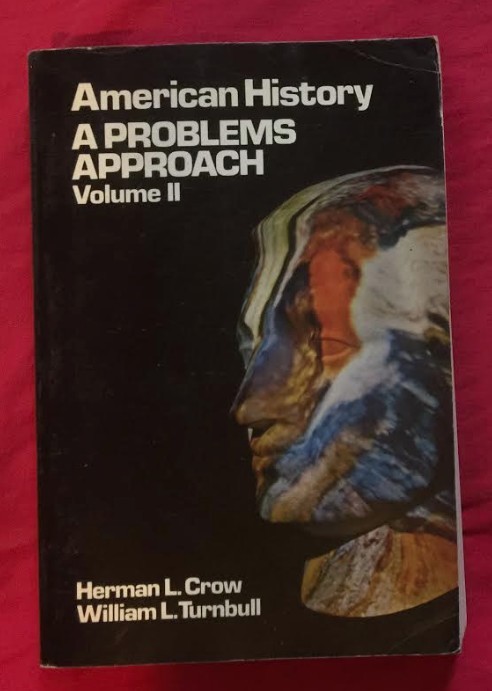 American History
A PROBLEMS
APPROACH
Volume II
Herman L. Crow
William L. Turnbull